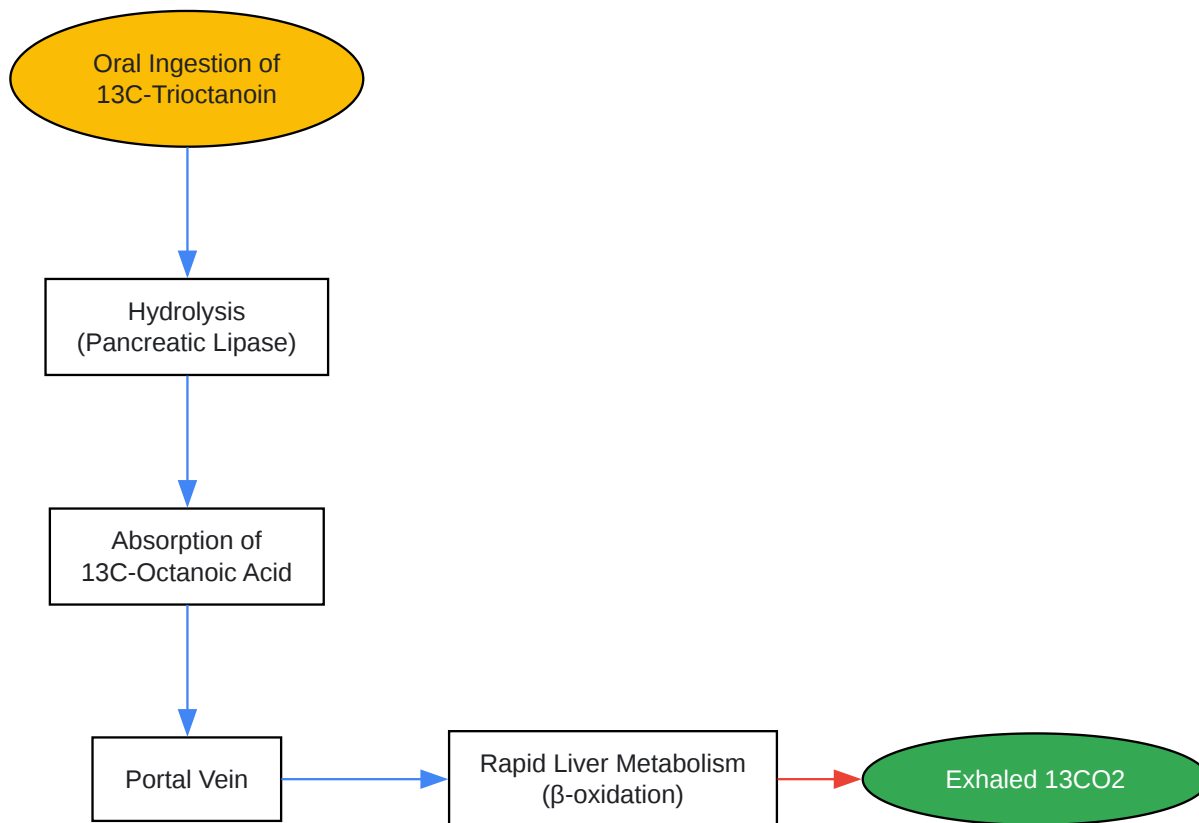 Oral Ingestion of
13C-Trioctanoin
Hydrolysis
(Pancreatic Lipase)
Absorption of
13C-Octanoic Acid
Portal Vein
Rapid Liver Metabolism
(β-oxidation)
Exhaled 13CO2